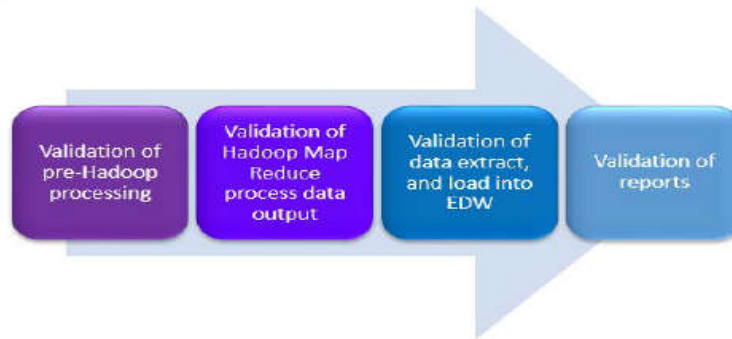 Validation of
pre-Hadoop
processing
Validation of
Hadoop Map
Reduce
process data
output
Validation of
data extract,
and load into
EDW
Validation of
reports